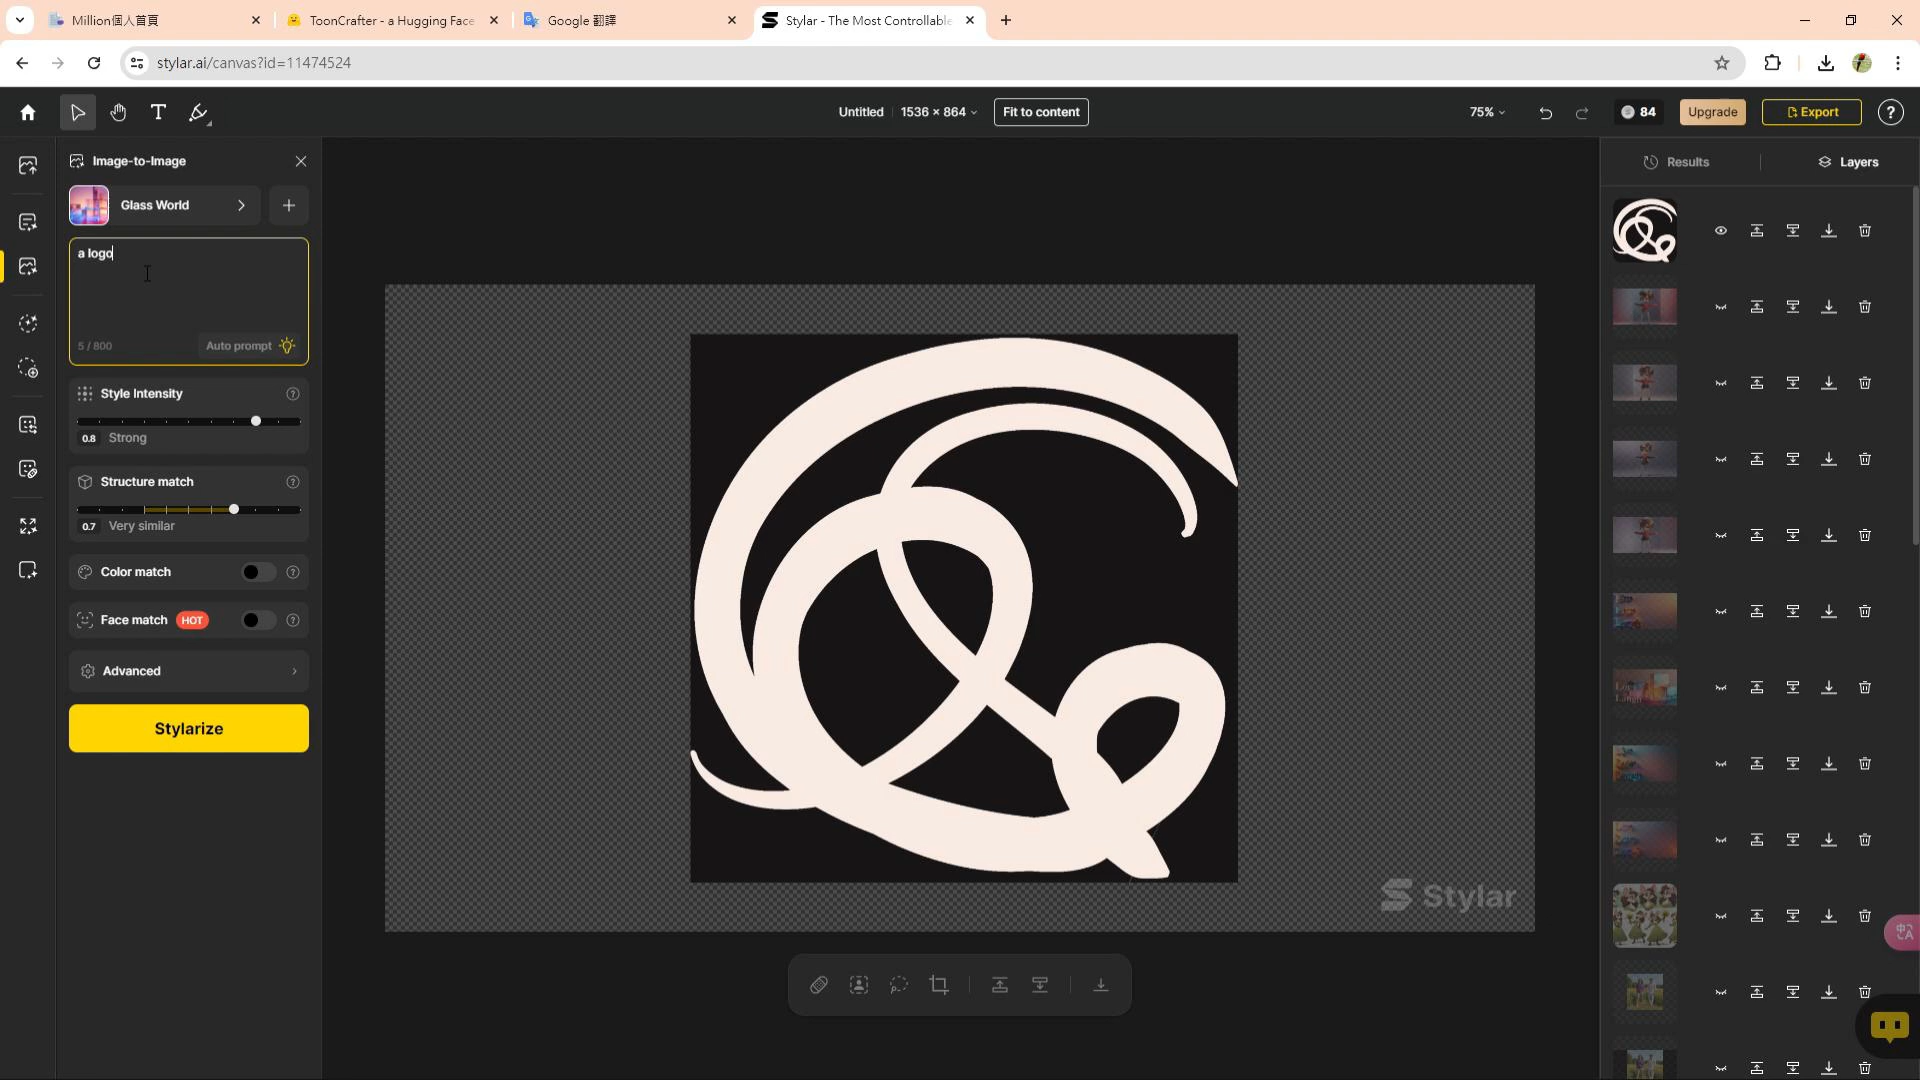 Million個人首頁
ToonCrafter - a Hugging Face
Google 翻譯
Stylar - The Most Controllable
stylar.ai/canvas?id=11474524
T
Untitled
1536 × 864
Fit to content
75%
84
Upgrade
Export
?
Image-to-Image
Results
Layers
Glass World
a logo
5 / 800
Auto prompt
Style Intensity
0.8 Strong
Structure match
0.7 Very similar
Color match
Face match HOT
Advanced
Stylarize
Stylar